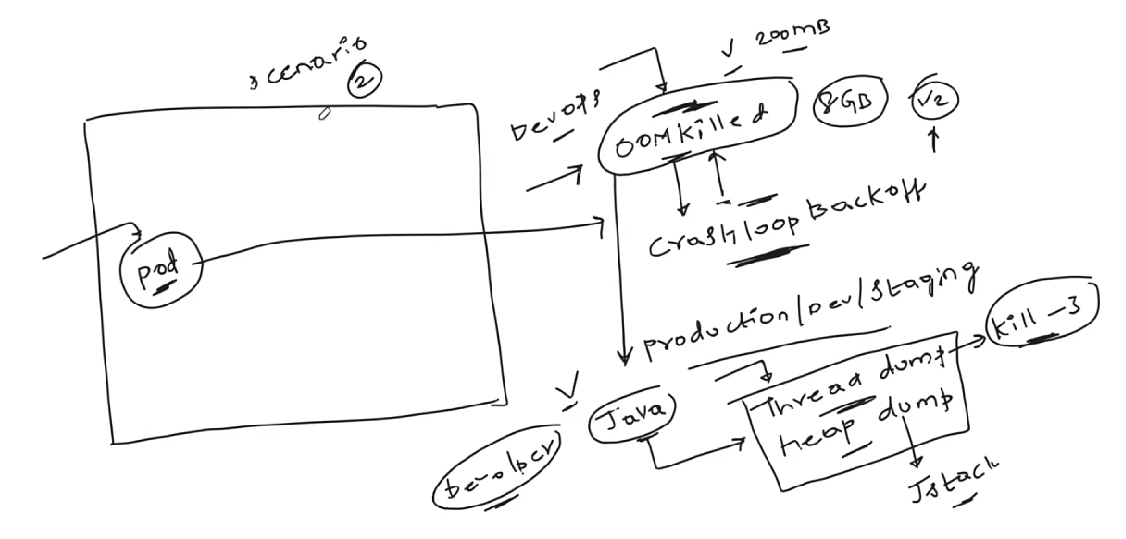 scenario
2
200MB
Devops
OOMKilled
8GB
V2
Crashloop Backoff
pod
Production/Dev/Staging
kill -3
Thread dump
Java
heap dump
Develper
Jstack